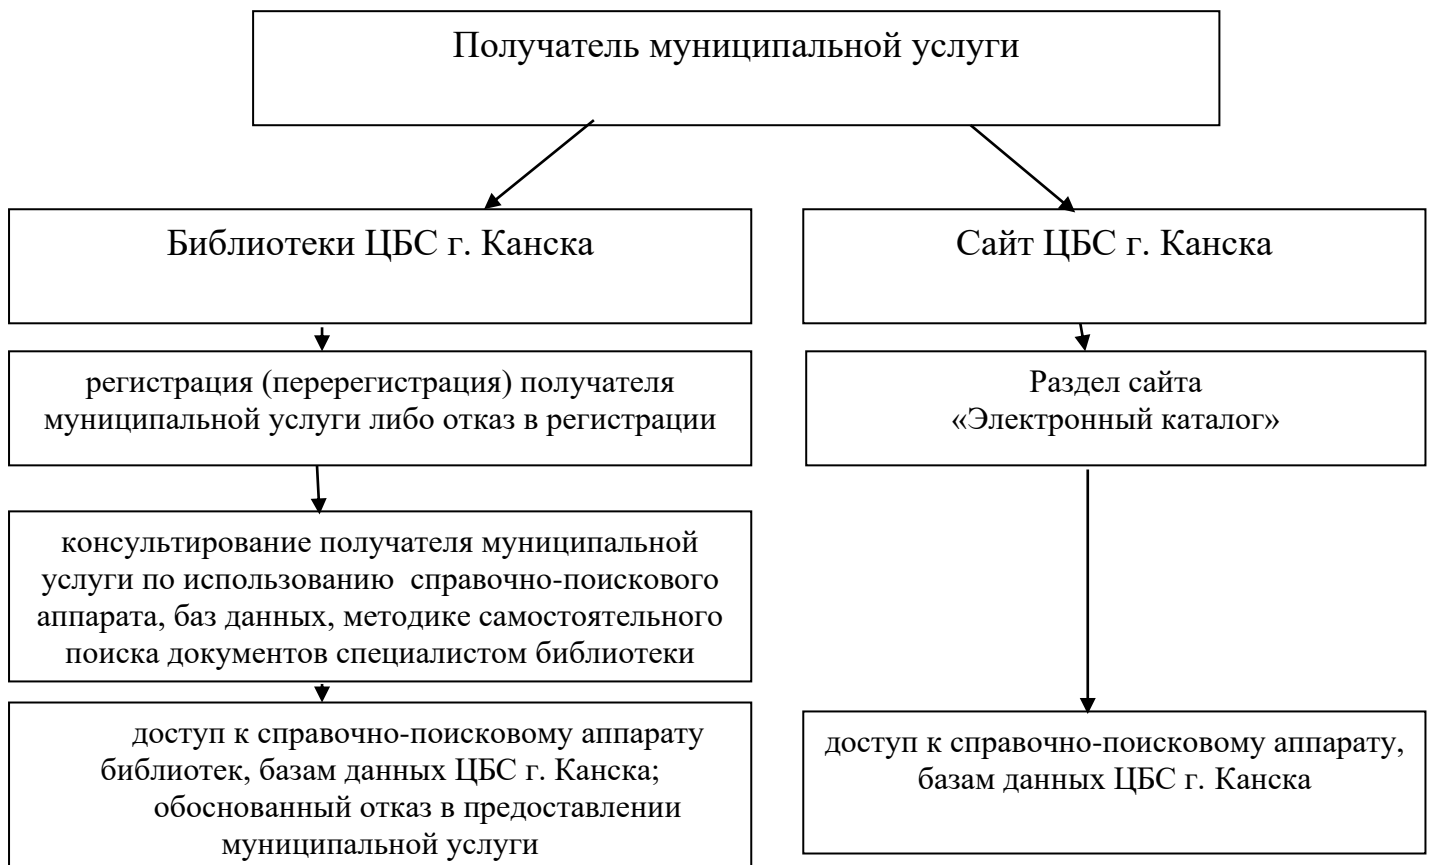 Получатель муниципальной услуги
Библиотеки ЦБС г. Канска
Сайт ЦБС г. Канска
регистрация (перерегистрация) получателя
муниципальной услуги либо отказ в регистрации
Раздел сайта
«Электронный каталог»
консультирование получателя муниципальной
услуги по использованию справочно-поискового
аппарата, баз данных, методике самостоятельного
поиска документов специалистом библиотеки
доступ к справочно-поисковому аппарату
библиотек, базам данных ЦБС г. Канска;
обоснованный отказ в предоставлении
муниципальной услуги
доступ к справочно-поисковому аппарату,
базам данных ЦБС г. Канска